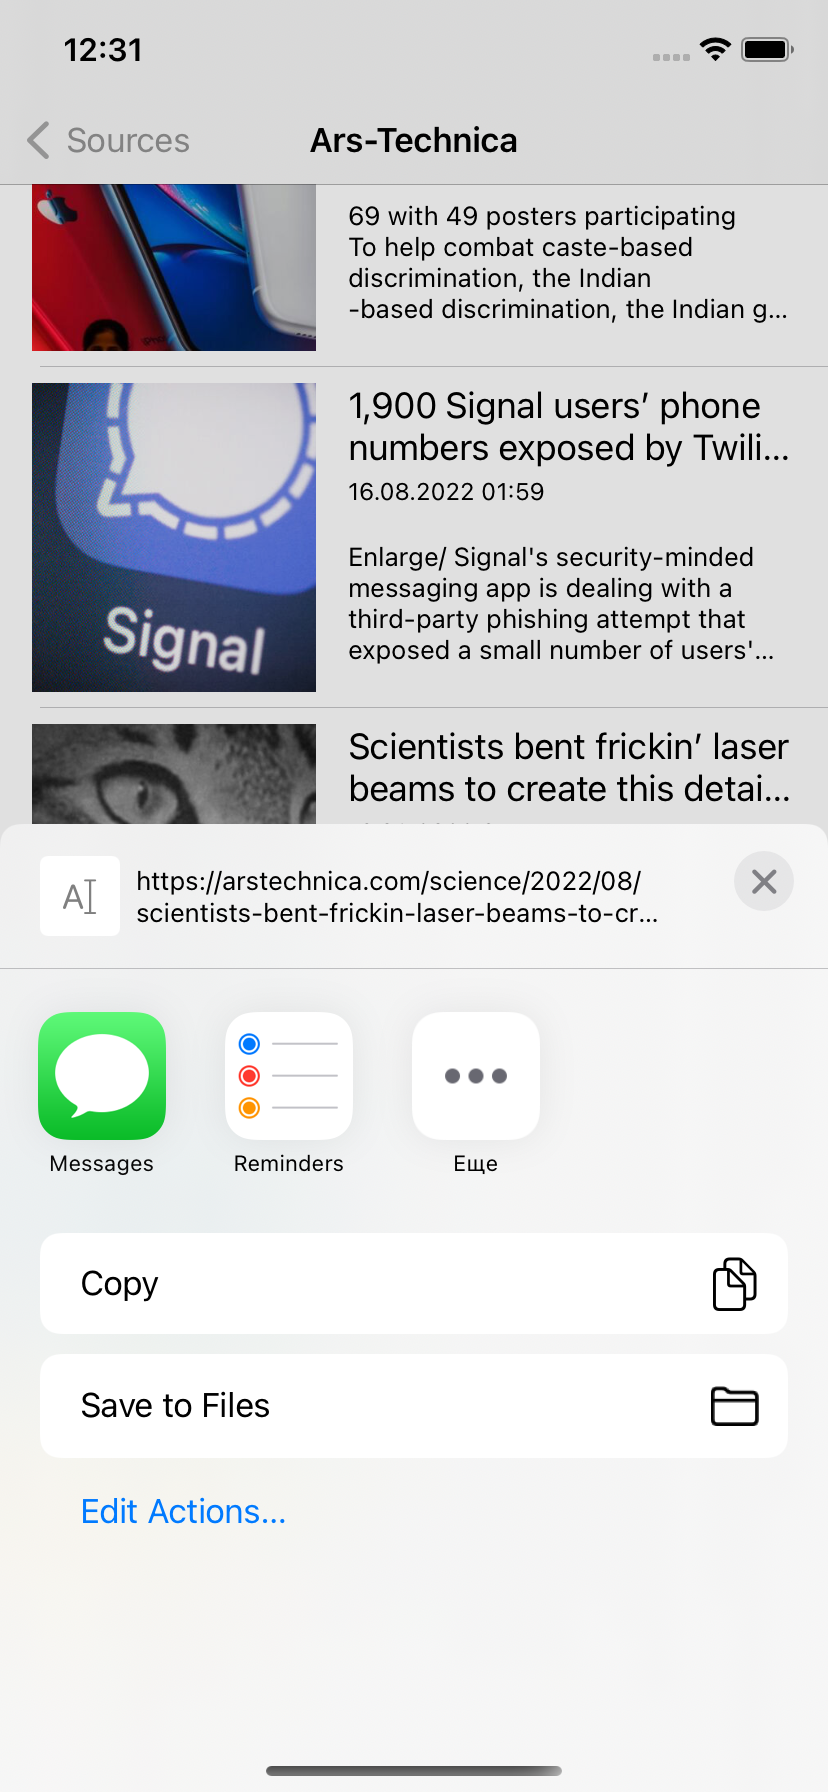 12:31
Sources
Ars-Technica
69 with 49 posters participating
To help combat caste-based
discrimination, the Indian
-based discrimination, the Indian g...
1,900 Signal users’ phone
numbers exposed by Twili...
16.08.2022 01:59
Enlarge/ Signal's security-minded
messaging app is dealing with a
third-party phishing attempt that
exposed a small number of users'...
Signal
Scientists bent frickin’ laser
beams to create this detai...
A
https://arstechnica.com/science/2022/08/
scientists-bent-frickin-laser-beams-to-cr...
Messages
Reminders
Еще
Copy
Save to Files
Edit Actions...